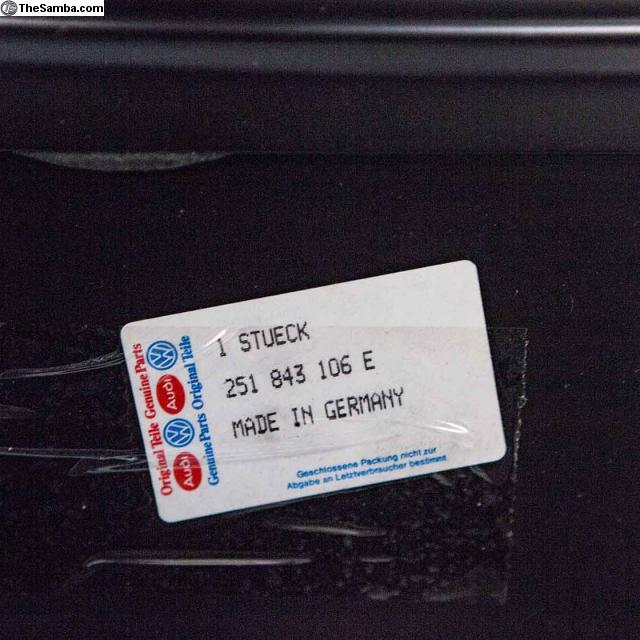 TheSamba.com
1 STUECK
251 843 106 E
MADE IN GERMANY
Geschlossene Packung nicht zur
Abgabe an Letztverbraucher bestimmt
Original Teile Genuine Parts
Audi Audi
Genuine Parts Original Teile